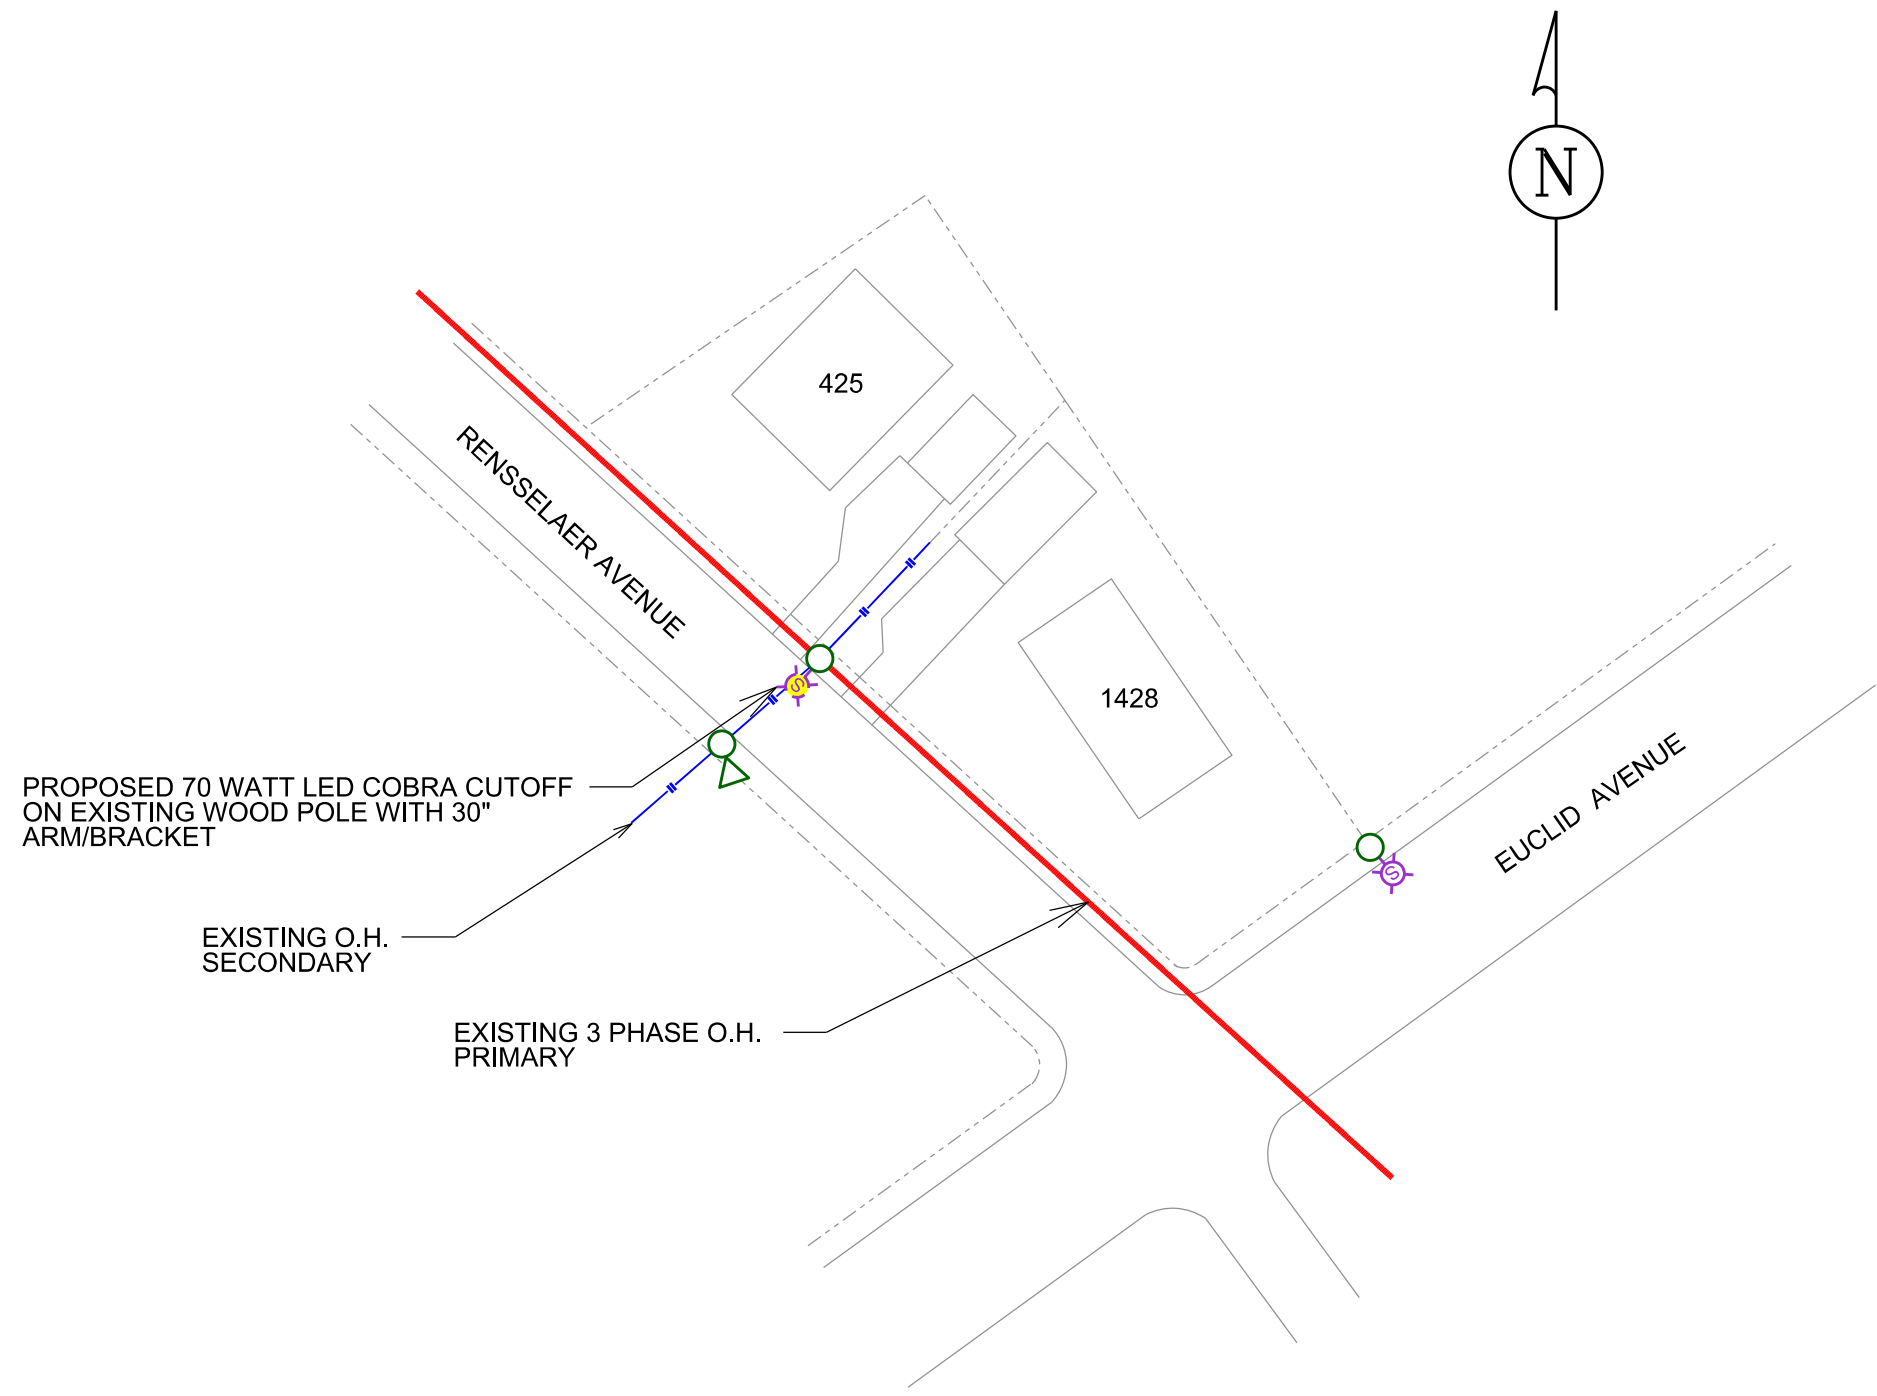 N
425
RENSSELAER AVENUE
1428
EUCLID AVENUE
S
S
PROPOSED 70 WATT LED COBRA CUTOFF
ON EXISTING WOOD POLE WITH 30"
ARM/BRACKET
EXISTING O.H.
SECONDARY
EXISTING 3 PHASE O.H.
PRIMARY